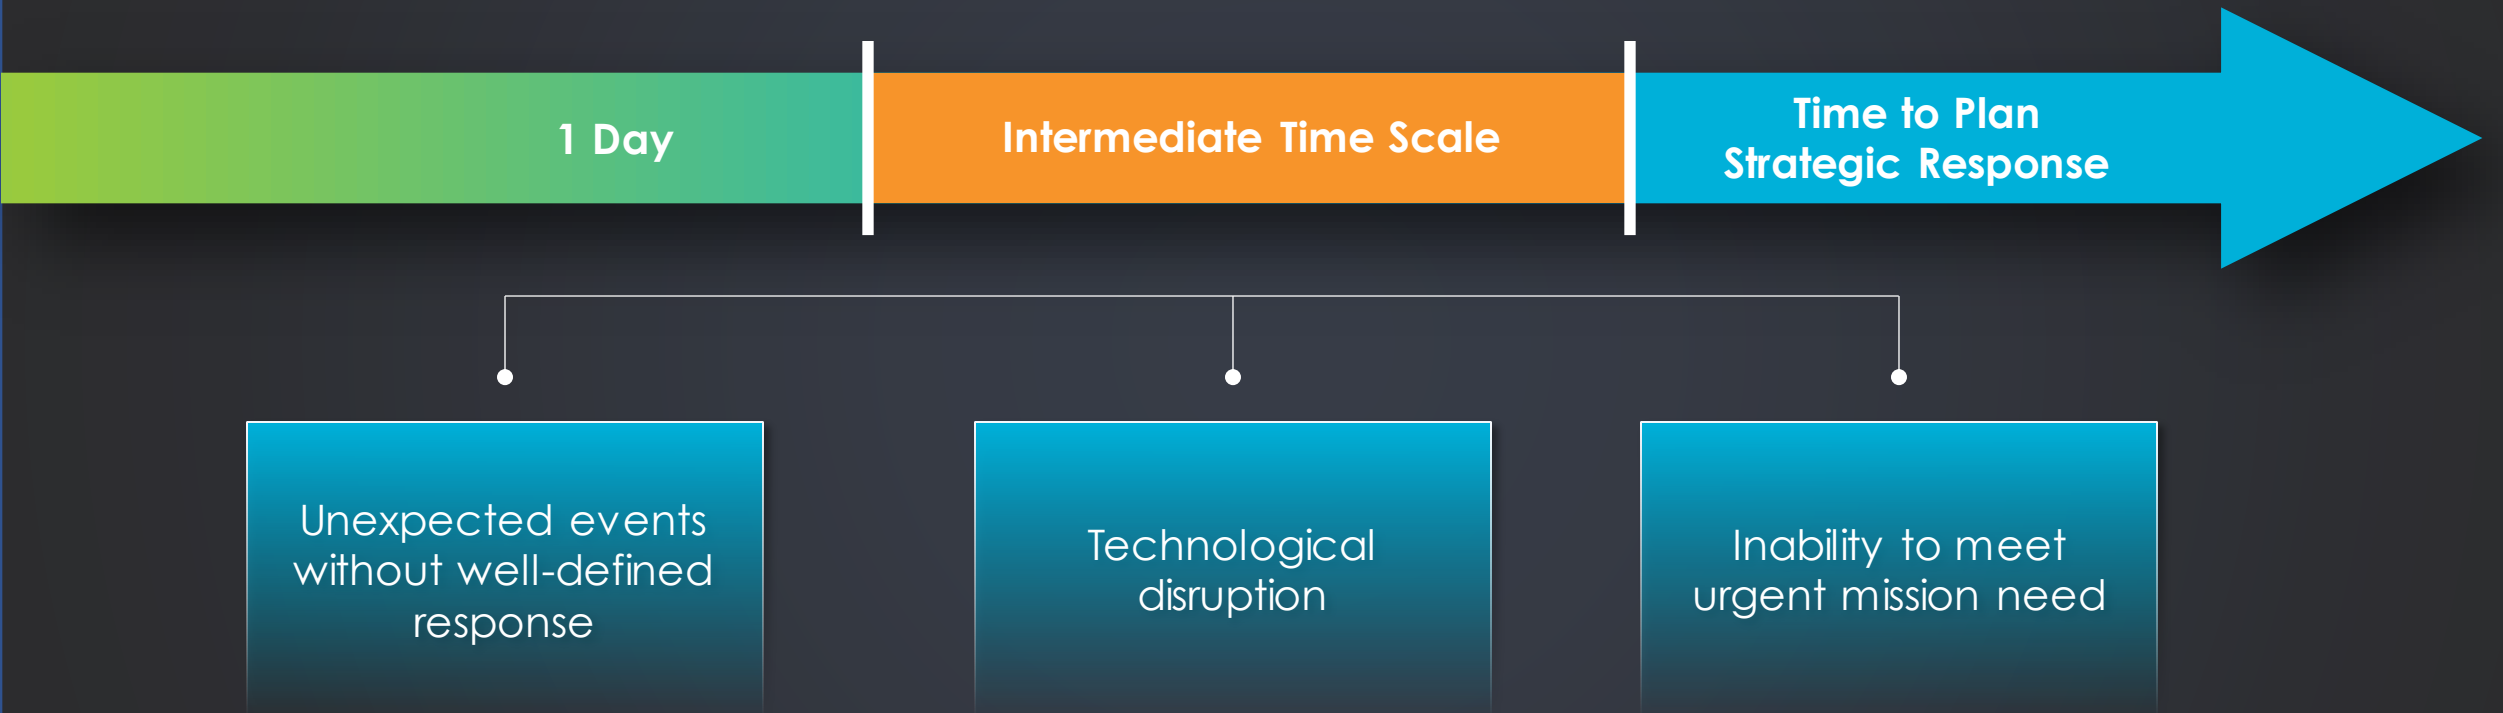 1 Day
Intermediate Time Scale
Time to Plan
Strategic Response
Unexpected events
without well-defined
response
Technological
disruption
Inability to meet
urgent mission need